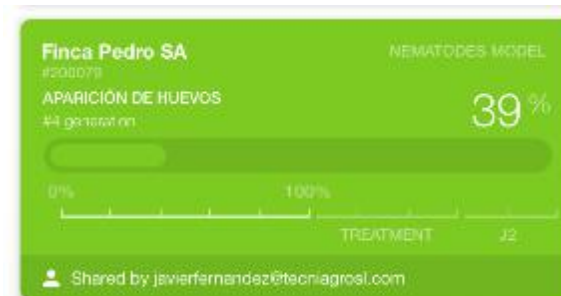 Finca Pedro SA
NEMATODES MODEL
#208079
APARICIÓN DE HUEVOS
39 %
#4 generation
0% 100%
TREATMENT J2
Shared by javierfernandez@tecniagrosl.com